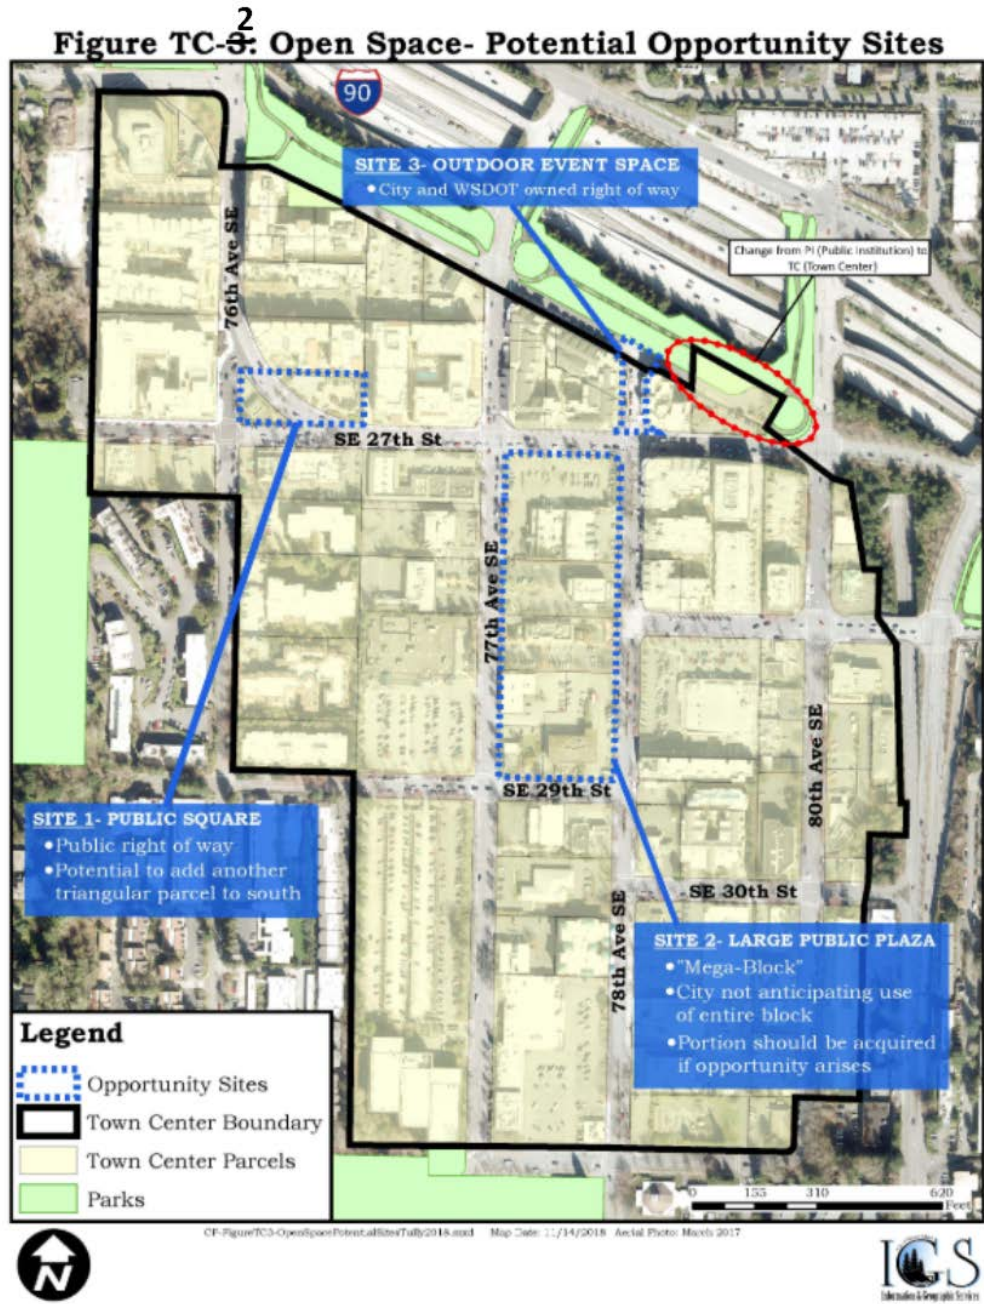 2
Figure TC-3: Open Space- Potential Opportunity Sites
90
SITE 3- OUTDOOR EVENT SPACE
•City and WSDOT owned right of way
Change from PI (Public Institution) to
TC (Town Center)
76th Ave SE
SE 27th St
77th Ave SE
SE 29th St
80th Ave SE
SITE 1- PUBLIC SQUARE
•Public right of way
•Potential to add another
triangular parcel to south
SE 30th St
78th Ave SE
SITE 2- LARGE PUBLIC PLAZA
•"Mega-Block"
•City not anticipating use
of entire block
•Portion should be acquired
if opportunity arises
Legend
Opportunity Sites
Town Center Boundary
Town Center Parcels
Parks
0 155 310 620
Feet
Map Date: 11/14/2018 Aerial Photo: March 2017
N
IGS
Information & Geographic Services